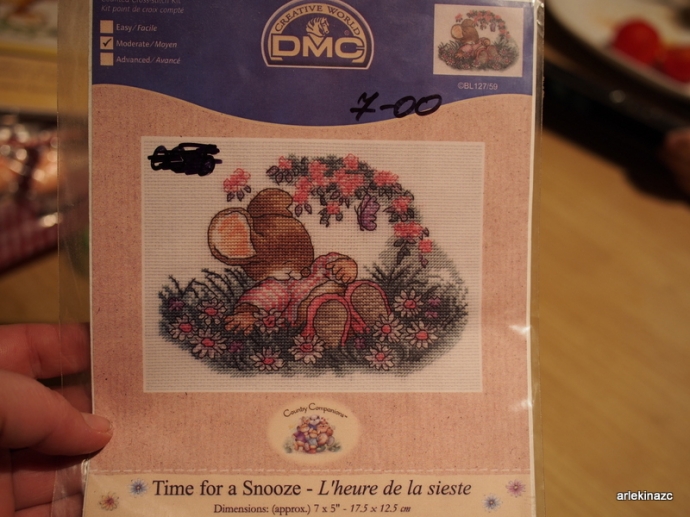 Kit point de croix compté
Easy/Facile
Moderate/Moyen
Advanced/Avancé
CREATIVE WORLD
DMC
©BL127/59
7-00
Country Companions™
Time for a Snooze - L'heure de la sieste
Dimensions: (approx.) 7 x 5" - 17.5 x 12.5 cm
arlekinazc